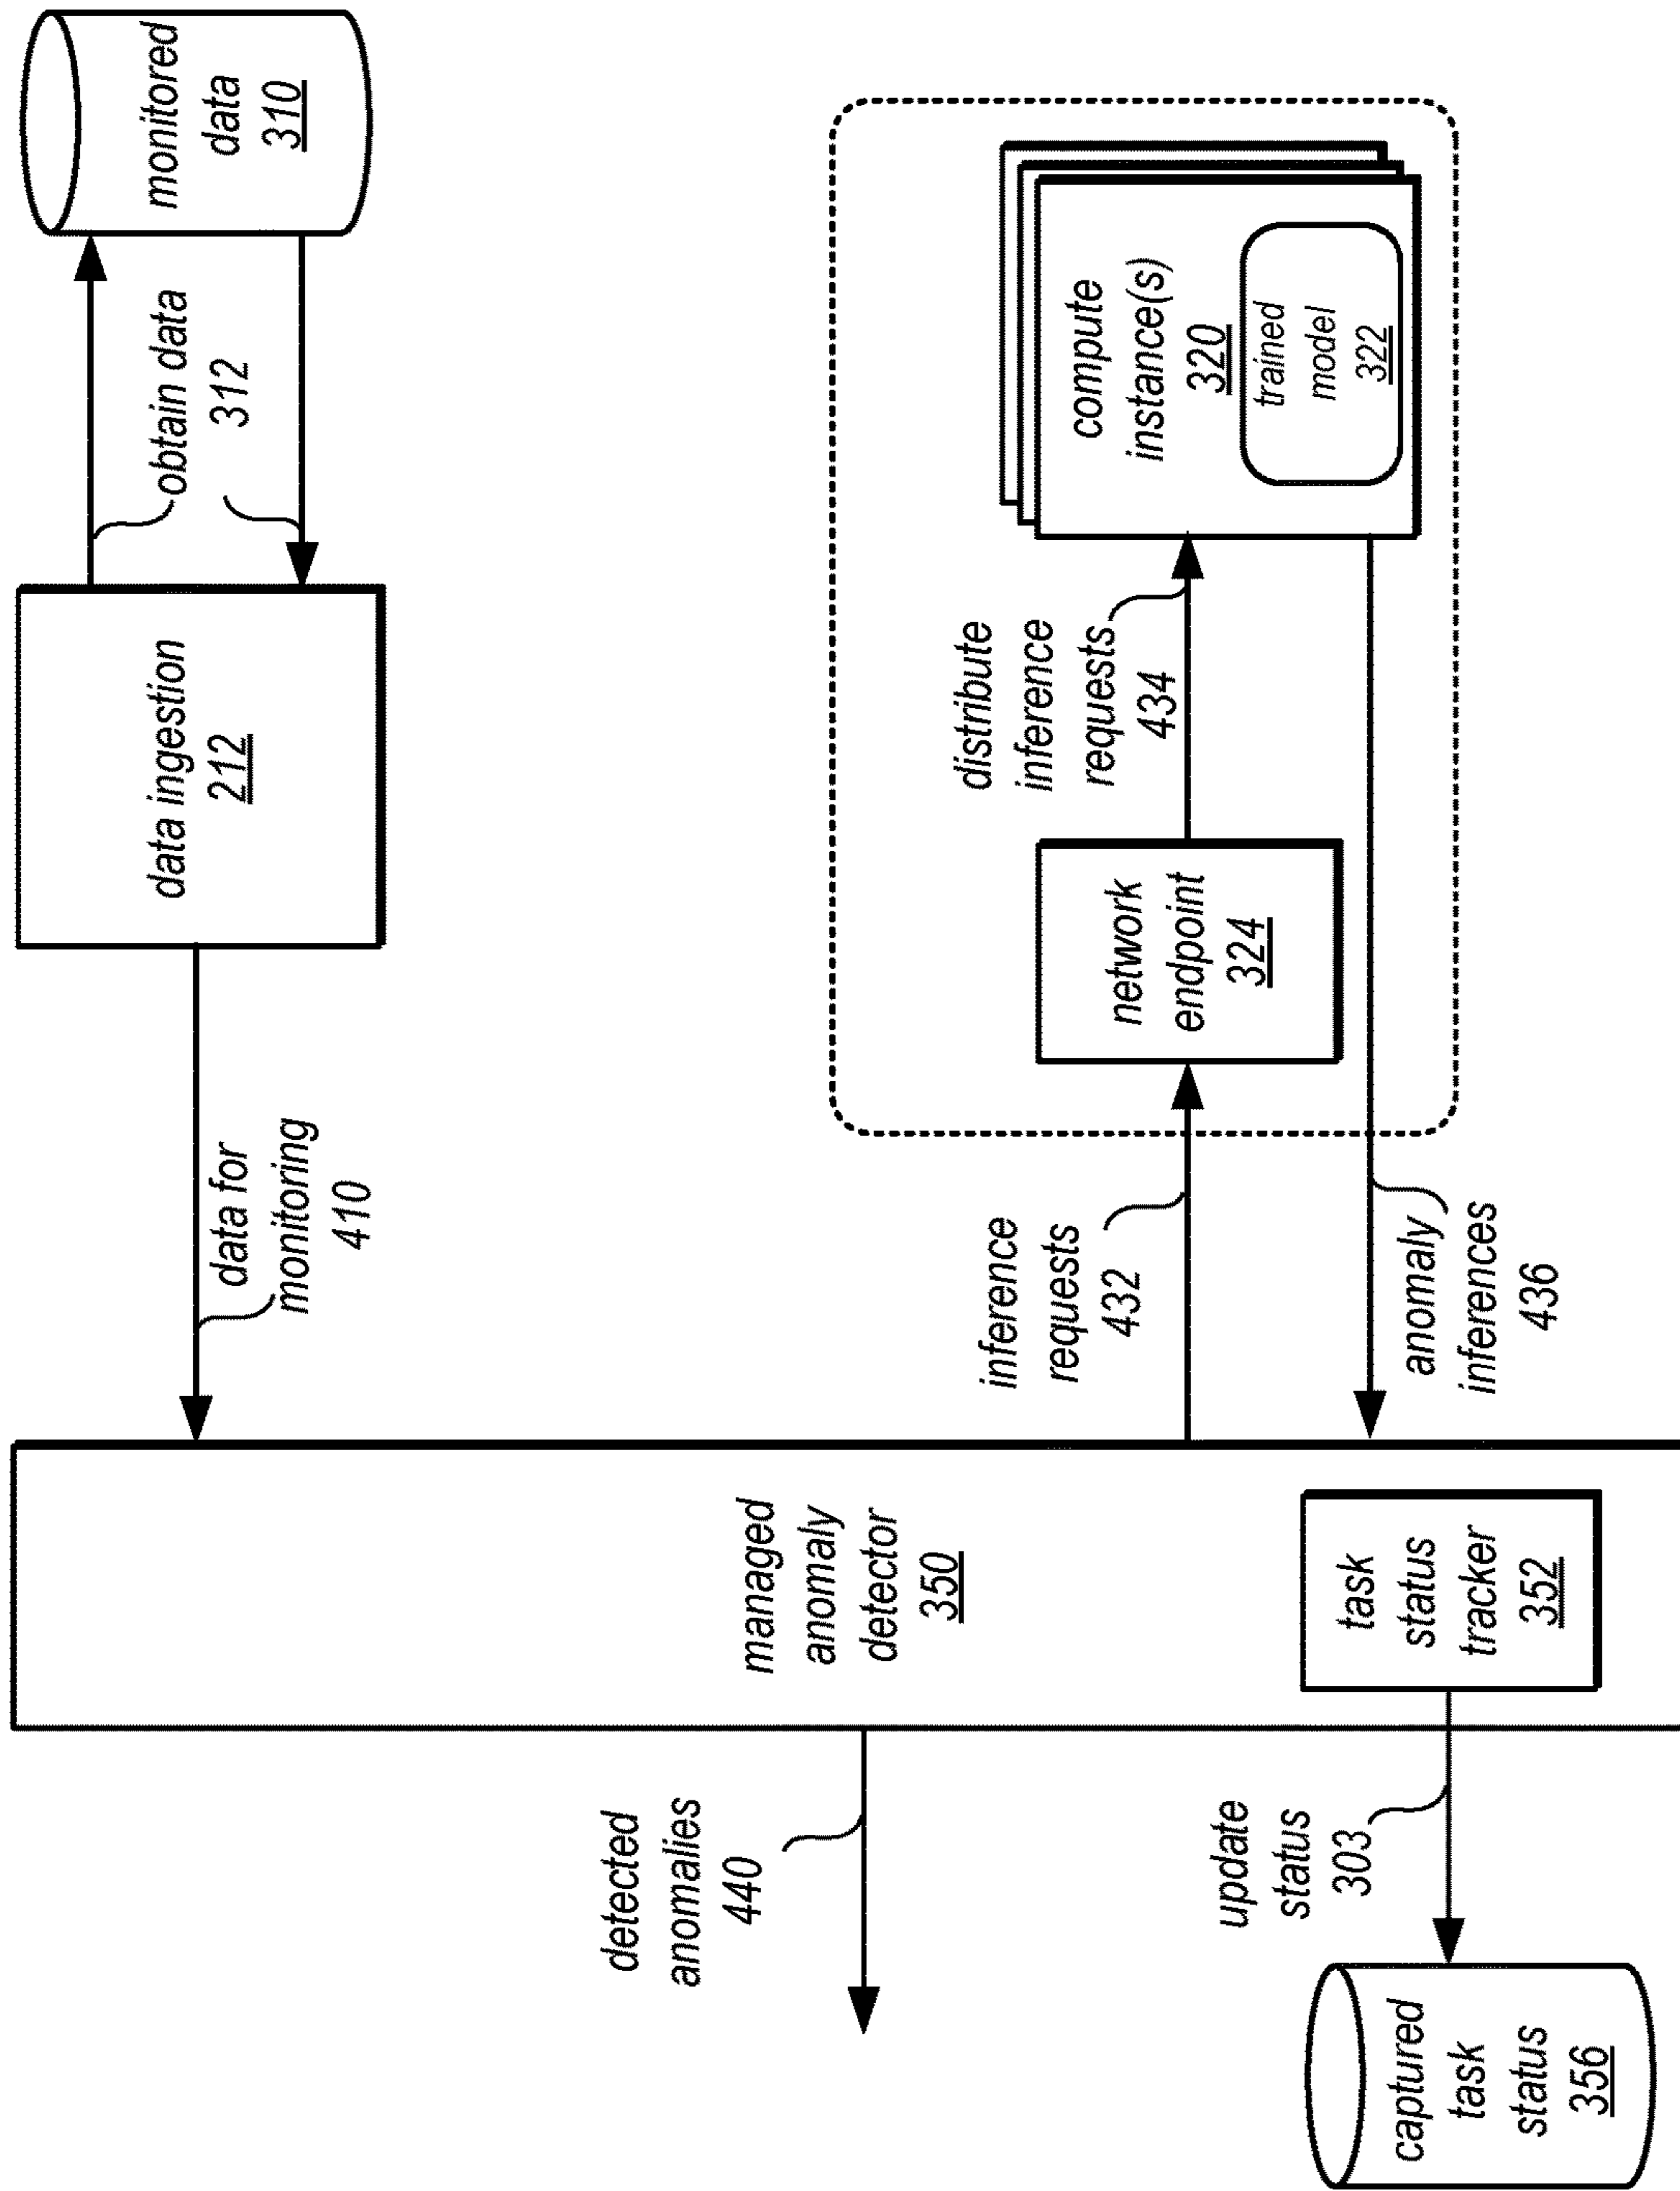 monitored
data
310
obtain data
312
data ingestion
212
data for
monitoring
410
managed
anomaly
detector
350
detected
anomalies
440
inference
requests
432
network
endpoint
324
distribute
inference
requests
434
compute
instance(s)
320
trained
model
322
anomaly
inferences
436
task
status
tracker
352
update
status
303
captured
task
status
356